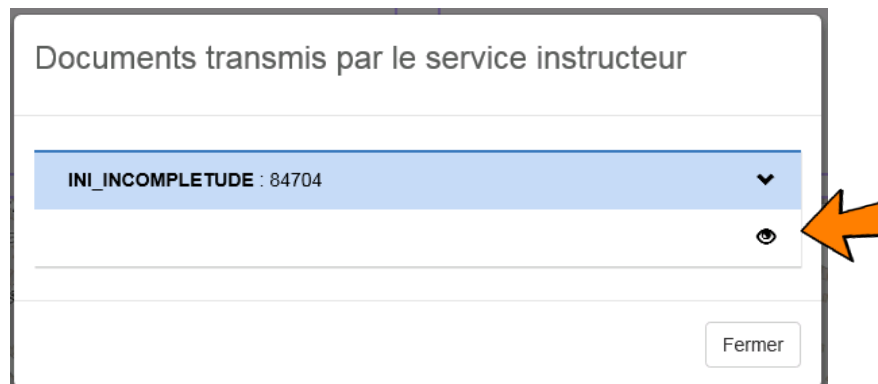 Documents transmis par le service instructeur
INI_INCOMPLETUDE : 84704
Fermer